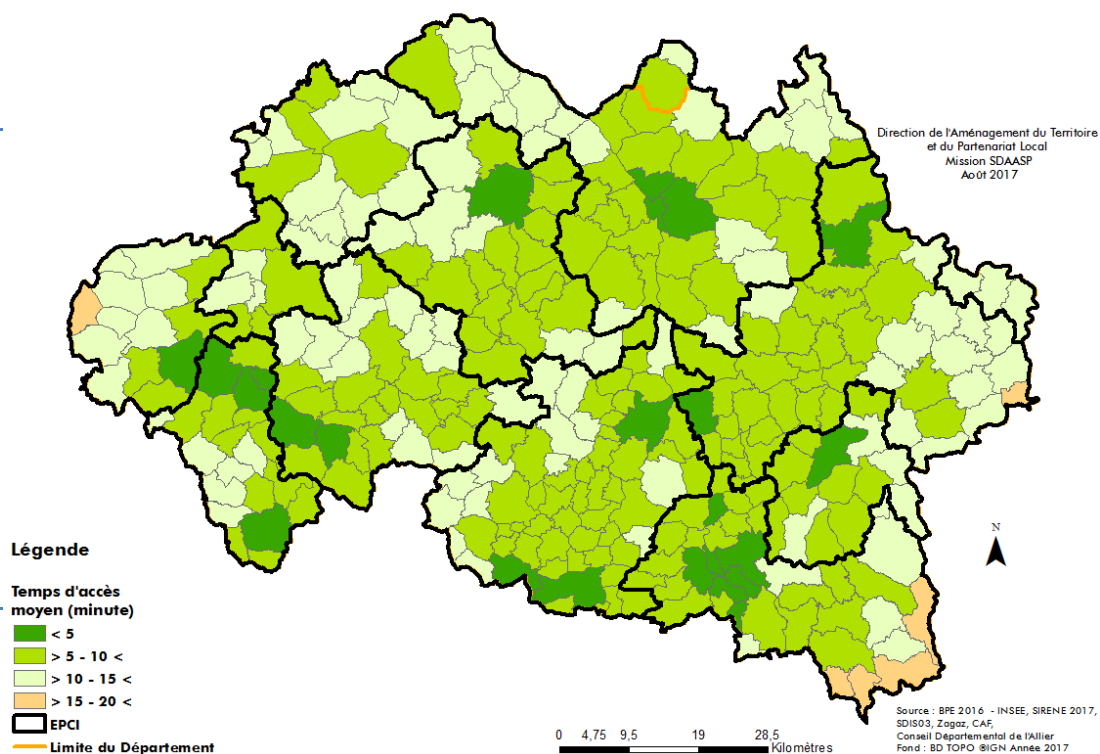 Direction de l'Aménagement du Territoire
et du Partenariat Local
Mission SDAASP
Août 2017
N
Légende
Temps d'accès
moyen (minute)
< 5
> 5 - 10 <
> 10 - 15 <
> 15 - 20 <
EPCI
Limite du Département
0 4,75 9,5 19 28,5
Kilomètres
Source : BPE 2016 - INSEE, SIRENE 2017,
SDIS03, Zagaz, CAF,
Conseil Départemental de l'Allier
Fond : BD TOPO ®IGN Année 2017